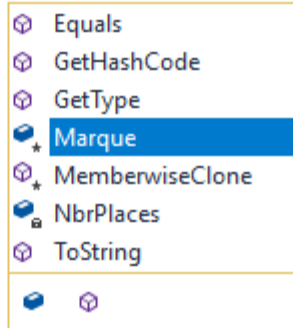 Equals
GetHashCode
GetType
Marque
MemberwiseClone
NbrPlaces
ToString